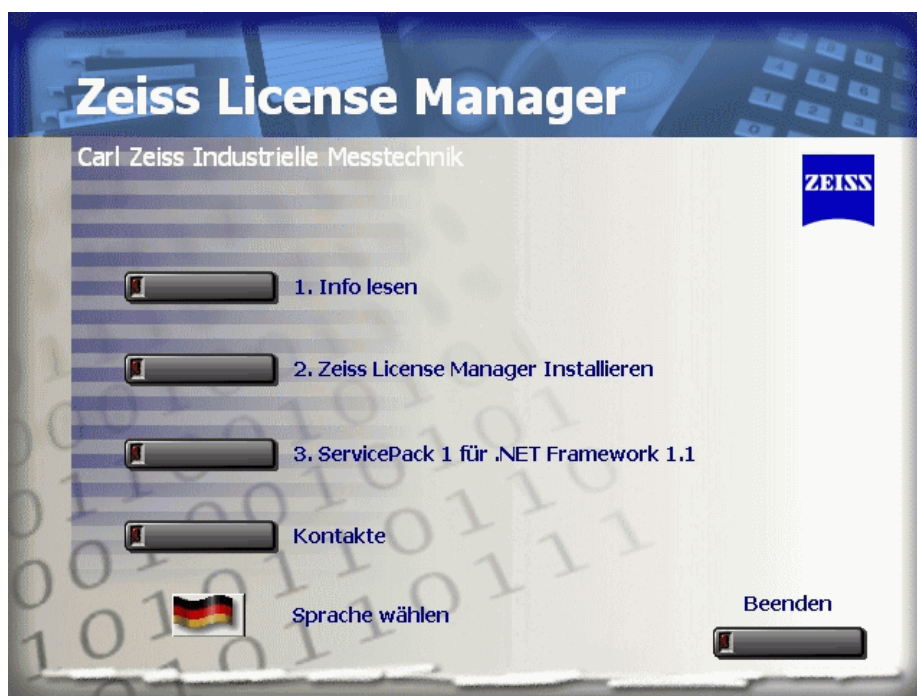 Zeiss License Manager
Carl Zeiss Industrielle Messtechnik
ZEISS
1. Info lesen
2. Zeiss License Manager Installieren
3. ServicePack 1 für .NET Framework 1.1
Kontakte
Sprache wählen
Beenden